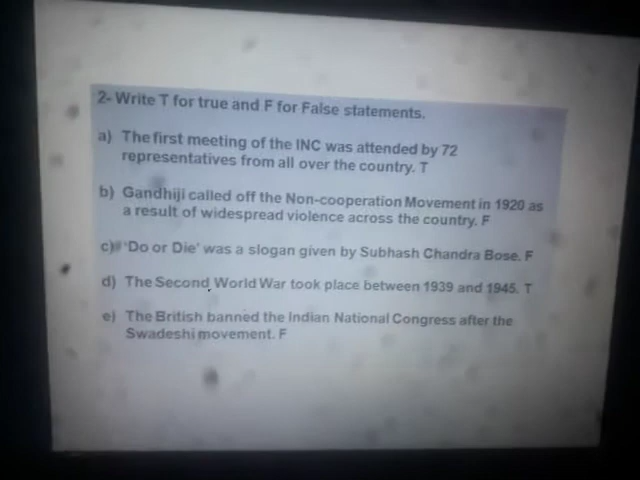 2- Write T for true and F for False statements.
a) The first meeting of the INC was attended by 72
representatives from all over the country. T
b) Gandhiji called off the Non-cooperation Movement in 1920 as
a result of widespread violence across the country. F
c) 'Do or Die' was a slogan given by Subhash Chandra Bose. F
d) The Second World War took place between 1939 and 1945. T
e) The British banned the Indian National Congress after the
Swadeshi movement. F